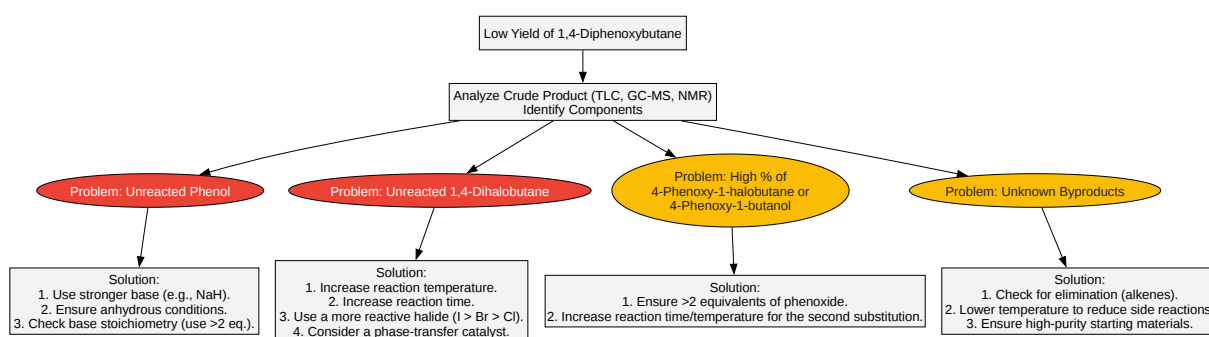 Low Yield of 1,4-Diphenoxybutane
Analyze Crude Product (TLC, GC-MS, NMR)
Identify Components
Problem: Unreacted Phenol
Problem: Unreacted 1,4-Dihalobutane
Problem: High % of
4-Phenoxy-1-halobutane or
4-Phenoxy-1-butanol
Problem: Unknown Byproducts
Solution:
1. Use stronger base (e.g., NaH).
2. Ensure anhydrous conditions.
3. Check base stoichiometry (use >2 eq.).
Solution:
1. Increase reaction temperature.
2. Increase reaction time.
3. Use a more reactive halide (I > Br > Cl).
4. Consider a phase-transfer catalyst.
Solution:
1. Ensure >2 equivalents of phenoxide.
2. Increase reaction time/temperature for the second substitution.
Solution:
1. Check for elimination (alkenes).
2. Lower temperature to reduce side reactions
3. Ensure high-purity starting materials.